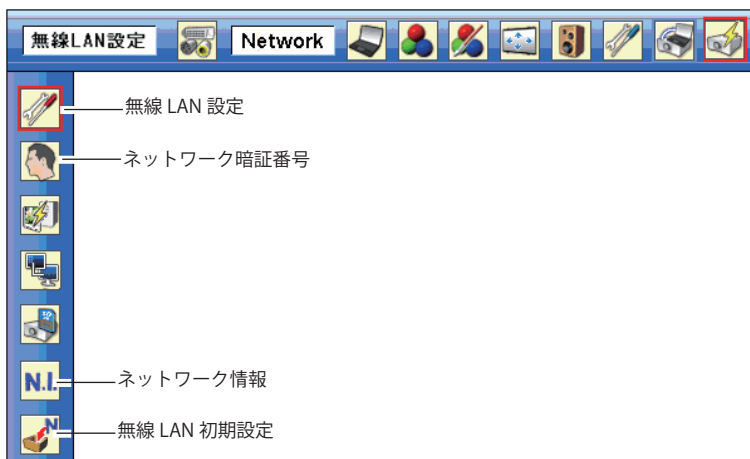 無線LAN設定 Network
無線 LAN 設定
ネットワーク暗証番号
N.I.
ネットワーク情報
N
無線 LAN 初期設定